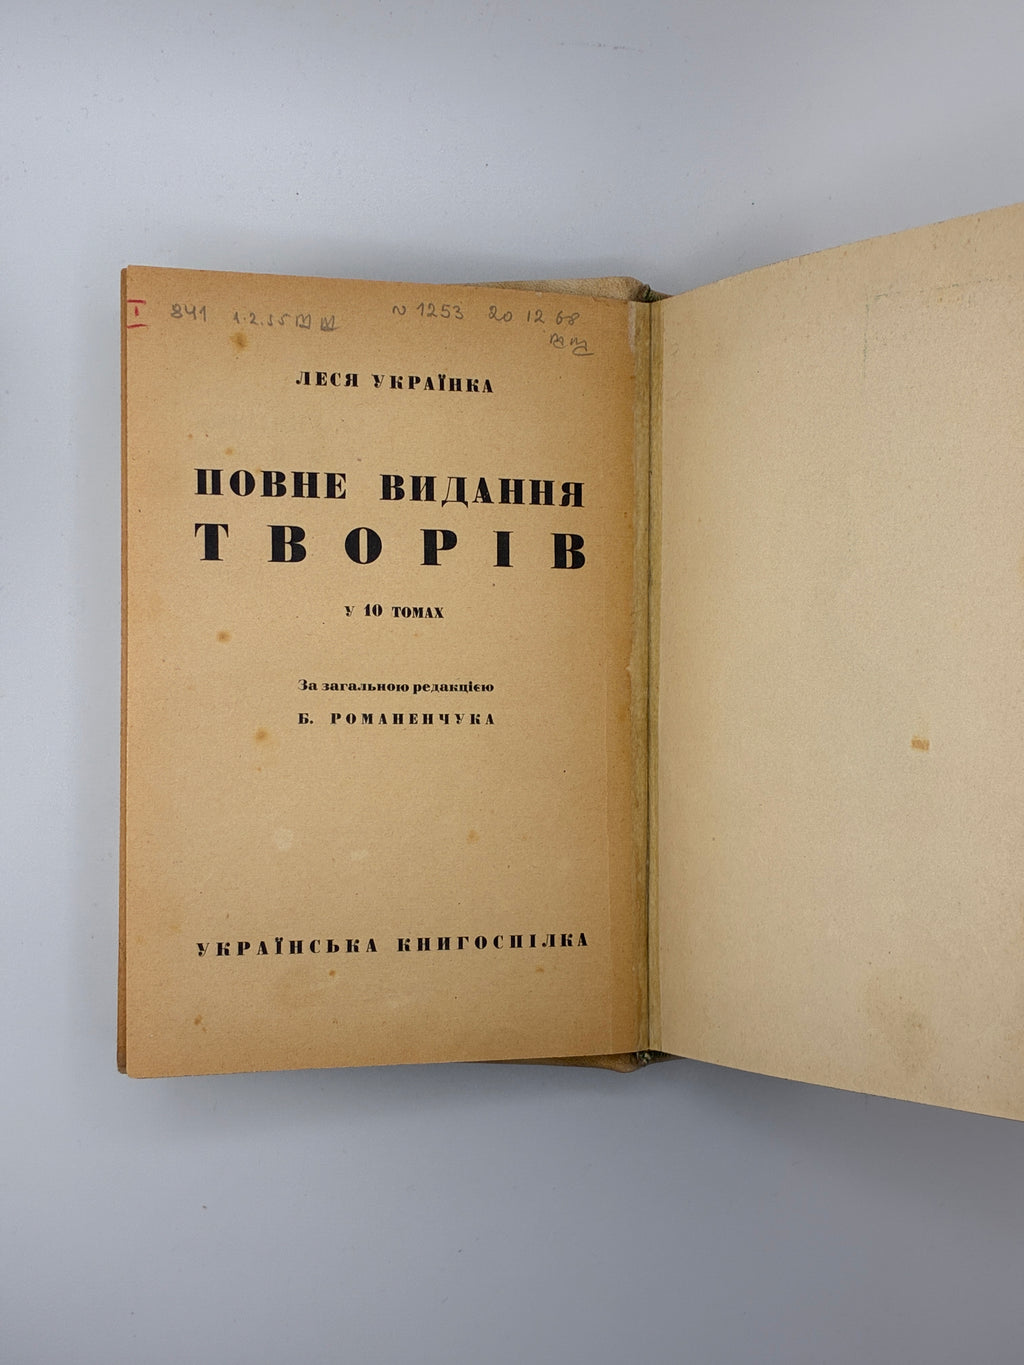 I 841 1.2.55 N 1253 20 12 68
ЛЕСЯ УКРАЇНКА
ПОВНЕ ВИДАННЯ
ТВОРІВ
У 10 ТОМАХ
За загальною редакцією
Б. РОМАНЕНЧУКА
УКРАЇНСЬКА КНИГОСПІЛКА